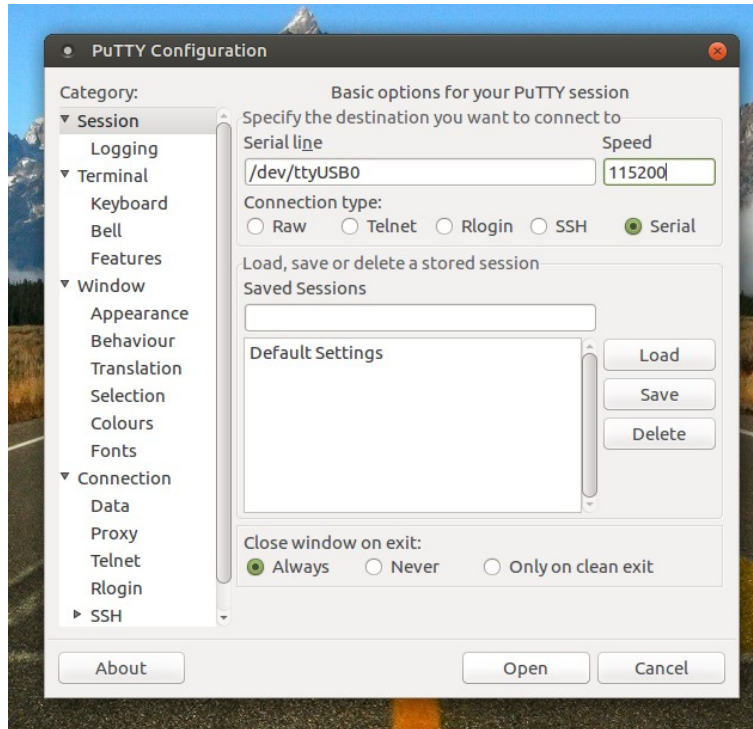 PuTTY Configuration
Category:
Session
Logging
Terminal
Keyboard
Bell
Features
Window
Appearance
Behaviour
Translation
Selection
Colours
Fonts
Connection
Data
Proxy
Telnet
Rlogin
SSH
Basic options for your PuTTY session
Specify the destination you want to connect to
Serial line Speed
/dev/ttyUSB0 115200
Connection type:
Raw Telnet Rlogin SSH Serial
Load, save or delete a stored session
Saved Sessions
Default Settings
Load
Save
Delete
Close window on exit:
Always Never Only on clean exit
About Open Cancel